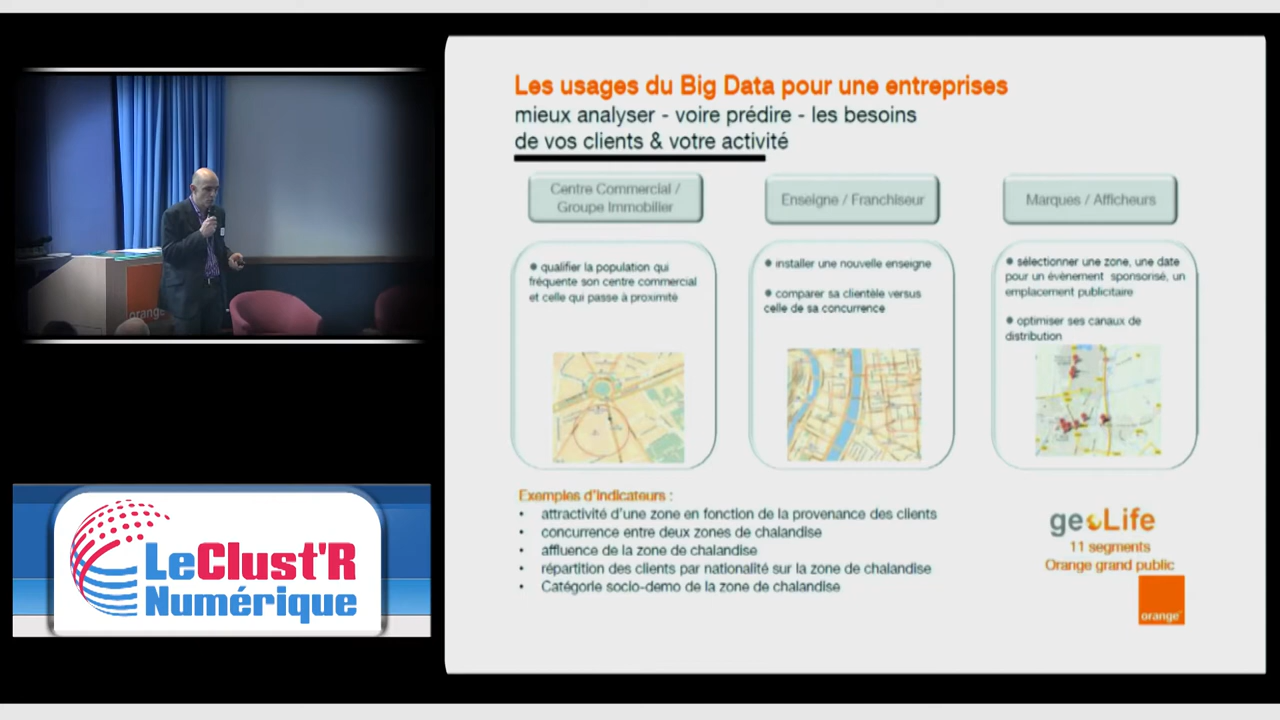 Les usages du Big Data pour une entreprises
mieux analyser - voire prédire - les besoins
de vos clients & votre activité
Centre Commercial /
Groupe Immobilier
Enseigne / Franchiseur
Marques / Afficheurs
• qualifier la population qui
fréquente son centre commercial
et celle qui passe à proximité
• installer une nouvelle enseigne
• comparer sa clientèle versus
celle de sa concurrence
• sélectionner une zone, une date
pour un évènement sponsorisé, un
emplacement publicitaire
• optimiser ses canaux de
distribution
Exemples d'indicateurs :
• attractivité d'une zone en fonction de la provenance des clients
• concurrence entre deux zones de chalandise
• affluence de la zone de chalandise
• répartition des clients par nationalité sur la zone de chalandise
• Catégorie socio-demo de la zone de chalandise
geoLife
11 segments
Orange grand public
orange
orange
LeClust'R
Numérique